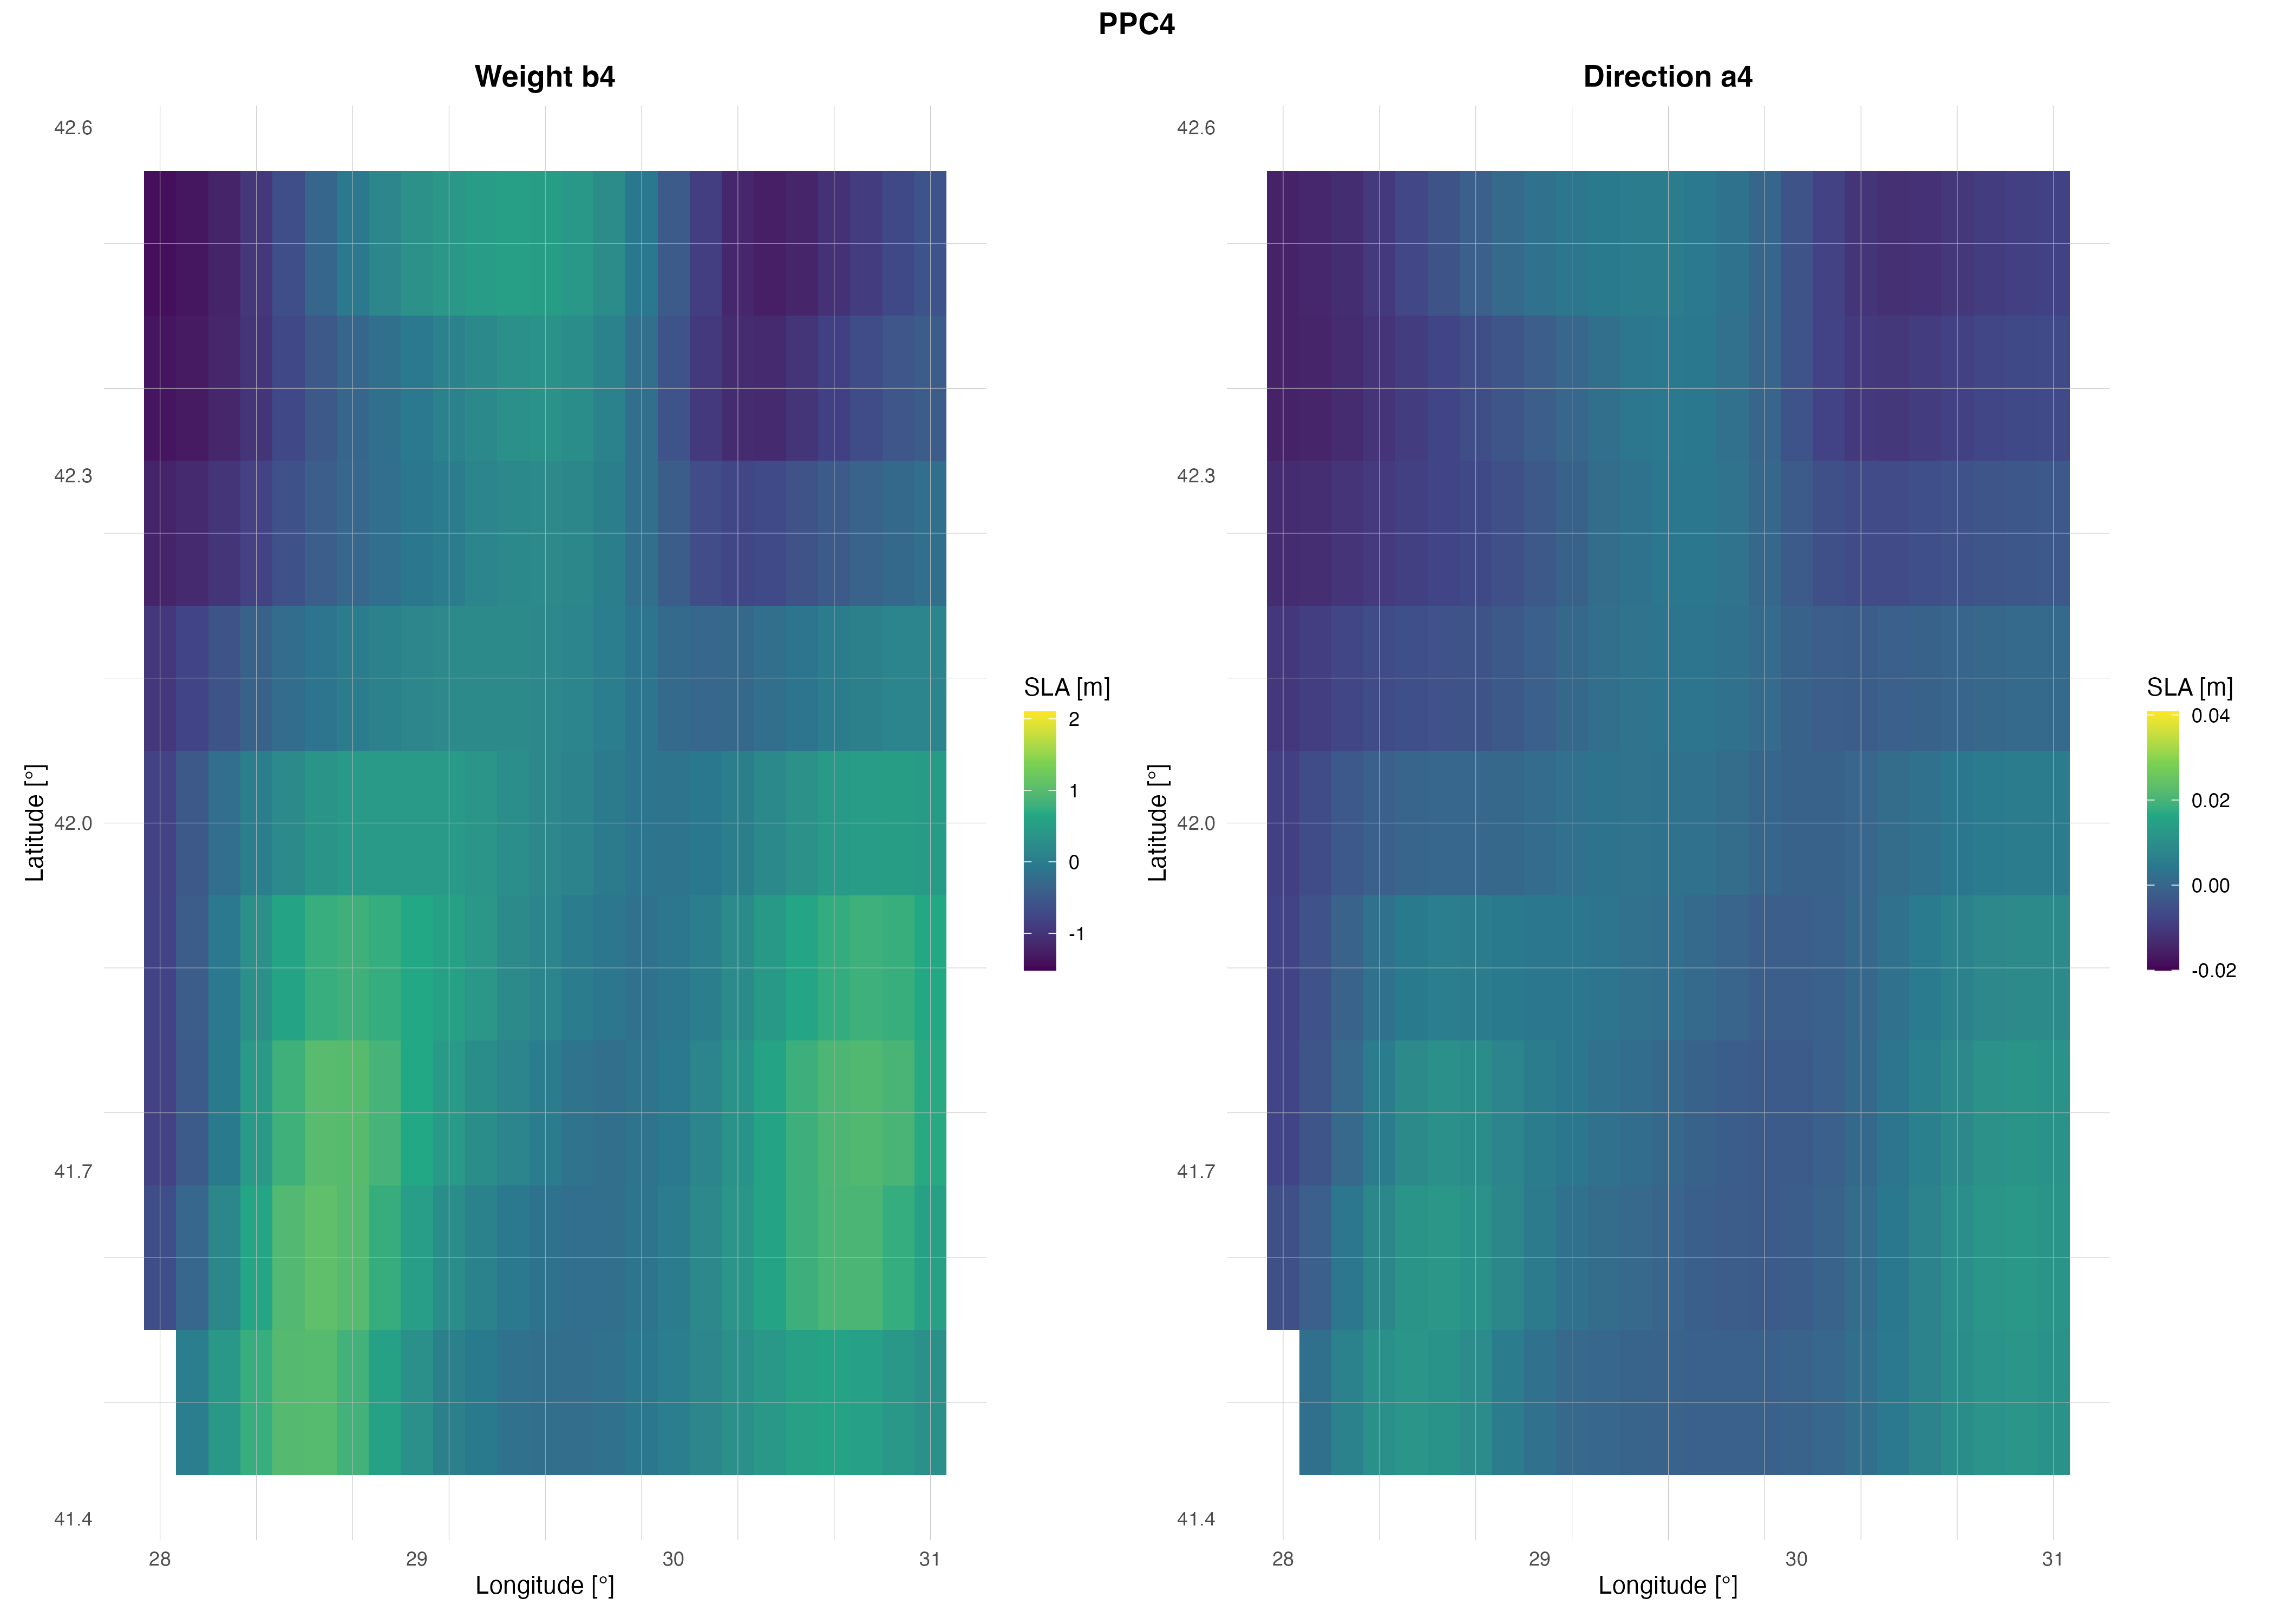 PPC4
Weight b4
42.6
42.3
42.0
41.7
41.4
Latitude [°]
28 29 30 31
Longitude [°]
SLA [m]
2
1
0
-1
Direction a4
42.6
42.3
42.0
41.7
41.4
Latitude [°]
28 29 30 31
Longitude [°]
SLA [m]
0.04
0.02
0.00
-0.02